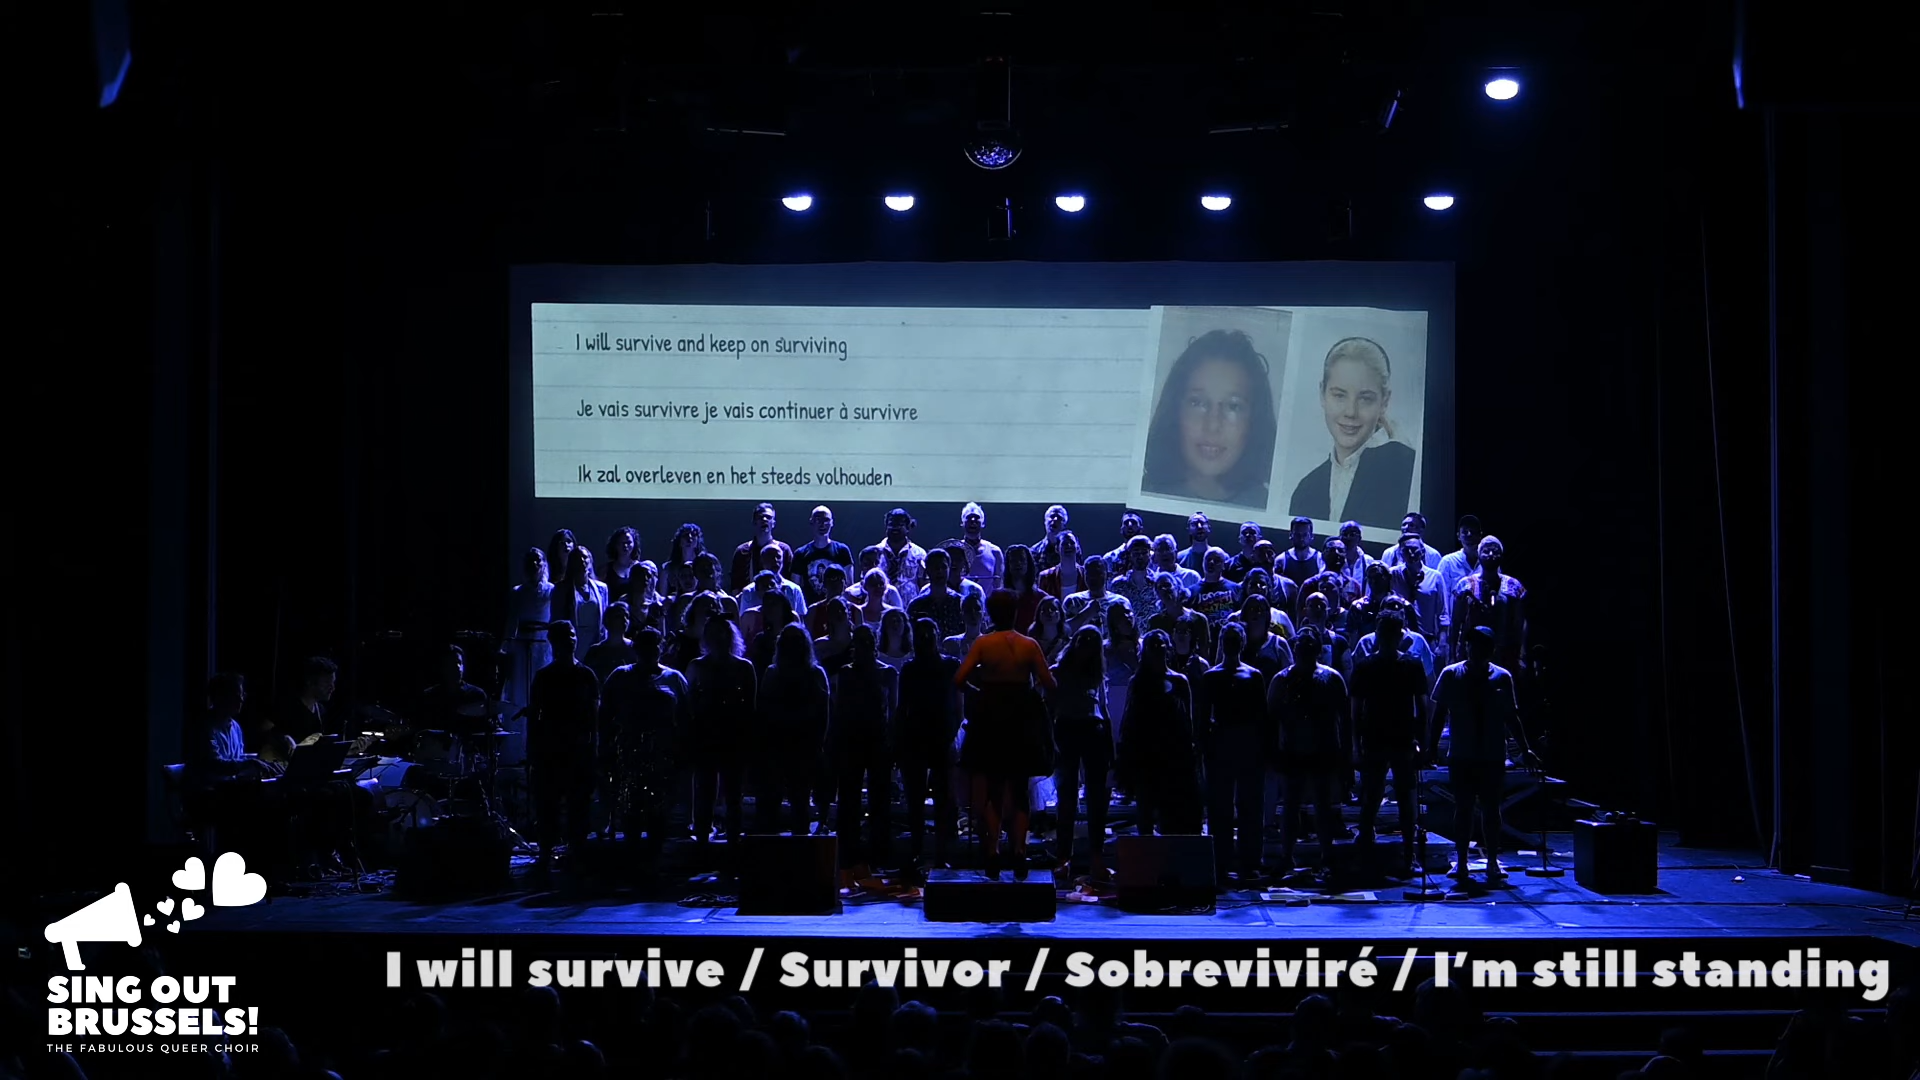 I will survive and keep on surviving
Je vais survivre je vais continuer à survivre
Ik zal overleven en het steeds volhouden
I will survive / Survivor / Sobreviviré / I'm still standing
SING OUT
BRUSSELS!
THE FABULOUS QUEER CHOIR